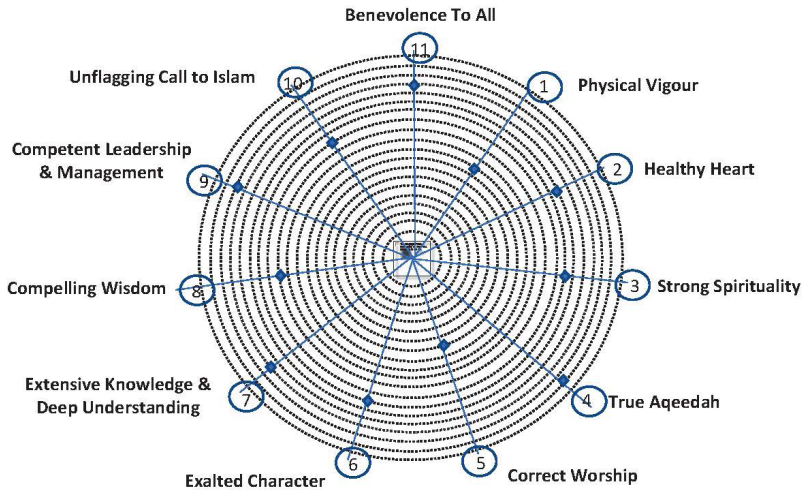 Benevolence To All
11
Unflagging Call to Islam
10
1
Physical Vigour
Competent Leadership
& Management
9
2
Healthy Heart
Compelling Wisdom
8
3
Strong Spirituality
Extensive Knowledge &
Deep Understanding
7
4
True Aqeedah
Exalted Character
6
5
Correct Worship